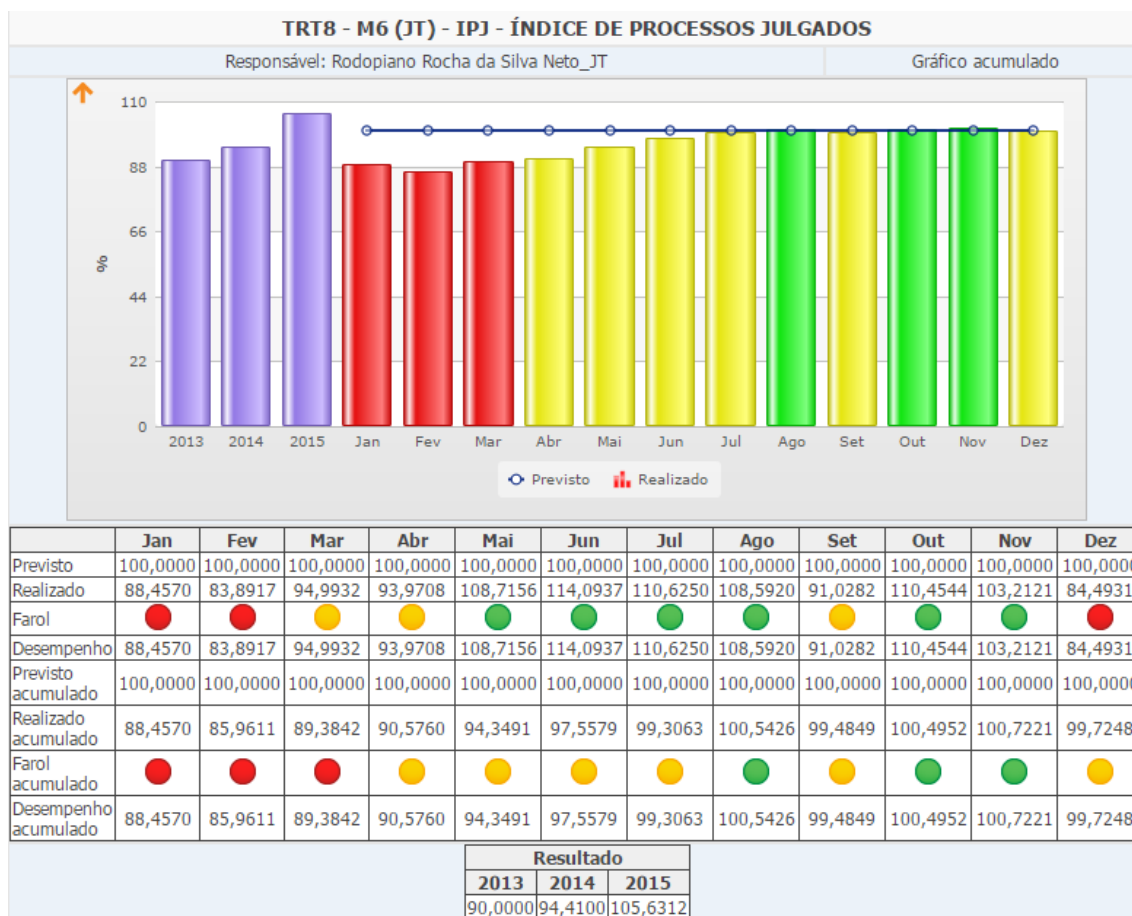 TRT8 - M6 (JT) - IPJ - ÍNDICE DE PROCESSOS JULGADOS
Responsável: Rodopiano Rocha da Silva Neto_JT Gráfico acumulado
110
88
66
44
22
0
%
2013 2014 2015 Jan Fev Mar Abr Mai Jun Jul Ago Set Out Nov Dez
Previsto Realizado
Jan Fev Mar Abr Mai Jun Jul Ago Set Out Nov Dez
Previsto 100,0000 100,0000 100,0000 100,0000 100,0000 100,0000 100,0000 100,0000 100,0000 100,0000 100,0000 100,0000
Realizado 88,4570 83,8917 94,9932 93,9708 108,7156 114,0937 110,6250 108,5920 91,0282 110,4544 103,2121 84,4931
Farol
Desempenho 88,4570 83,8917 94,9932 93,9708 108,7156 114,0937 110,6250 108,5920 91,0282 110,4544 103,2121 84,4931
Previsto
acumulado 100,0000 100,0000 100,0000 100,0000 100,0000 100,0000 100,0000 100,0000 100,0000 100,0000 100,0000 100,0000
Realizado
acumulado 88,4570 85,9611 89,3842 90,5760 94,3491 97,5579 99,3063 100,5426 99,4849 100,4952 100,7221 99,7248
Farol
acumulado
Desempenho
acumulado 88,4570 85,9611 89,3842 90,5760 94,3491 97,5579 99,3063 100,5426 99,4849 100,4952 100,7221 99,7248
Resultado
2013 2014 2015
90,0000 94,4100 105,6312